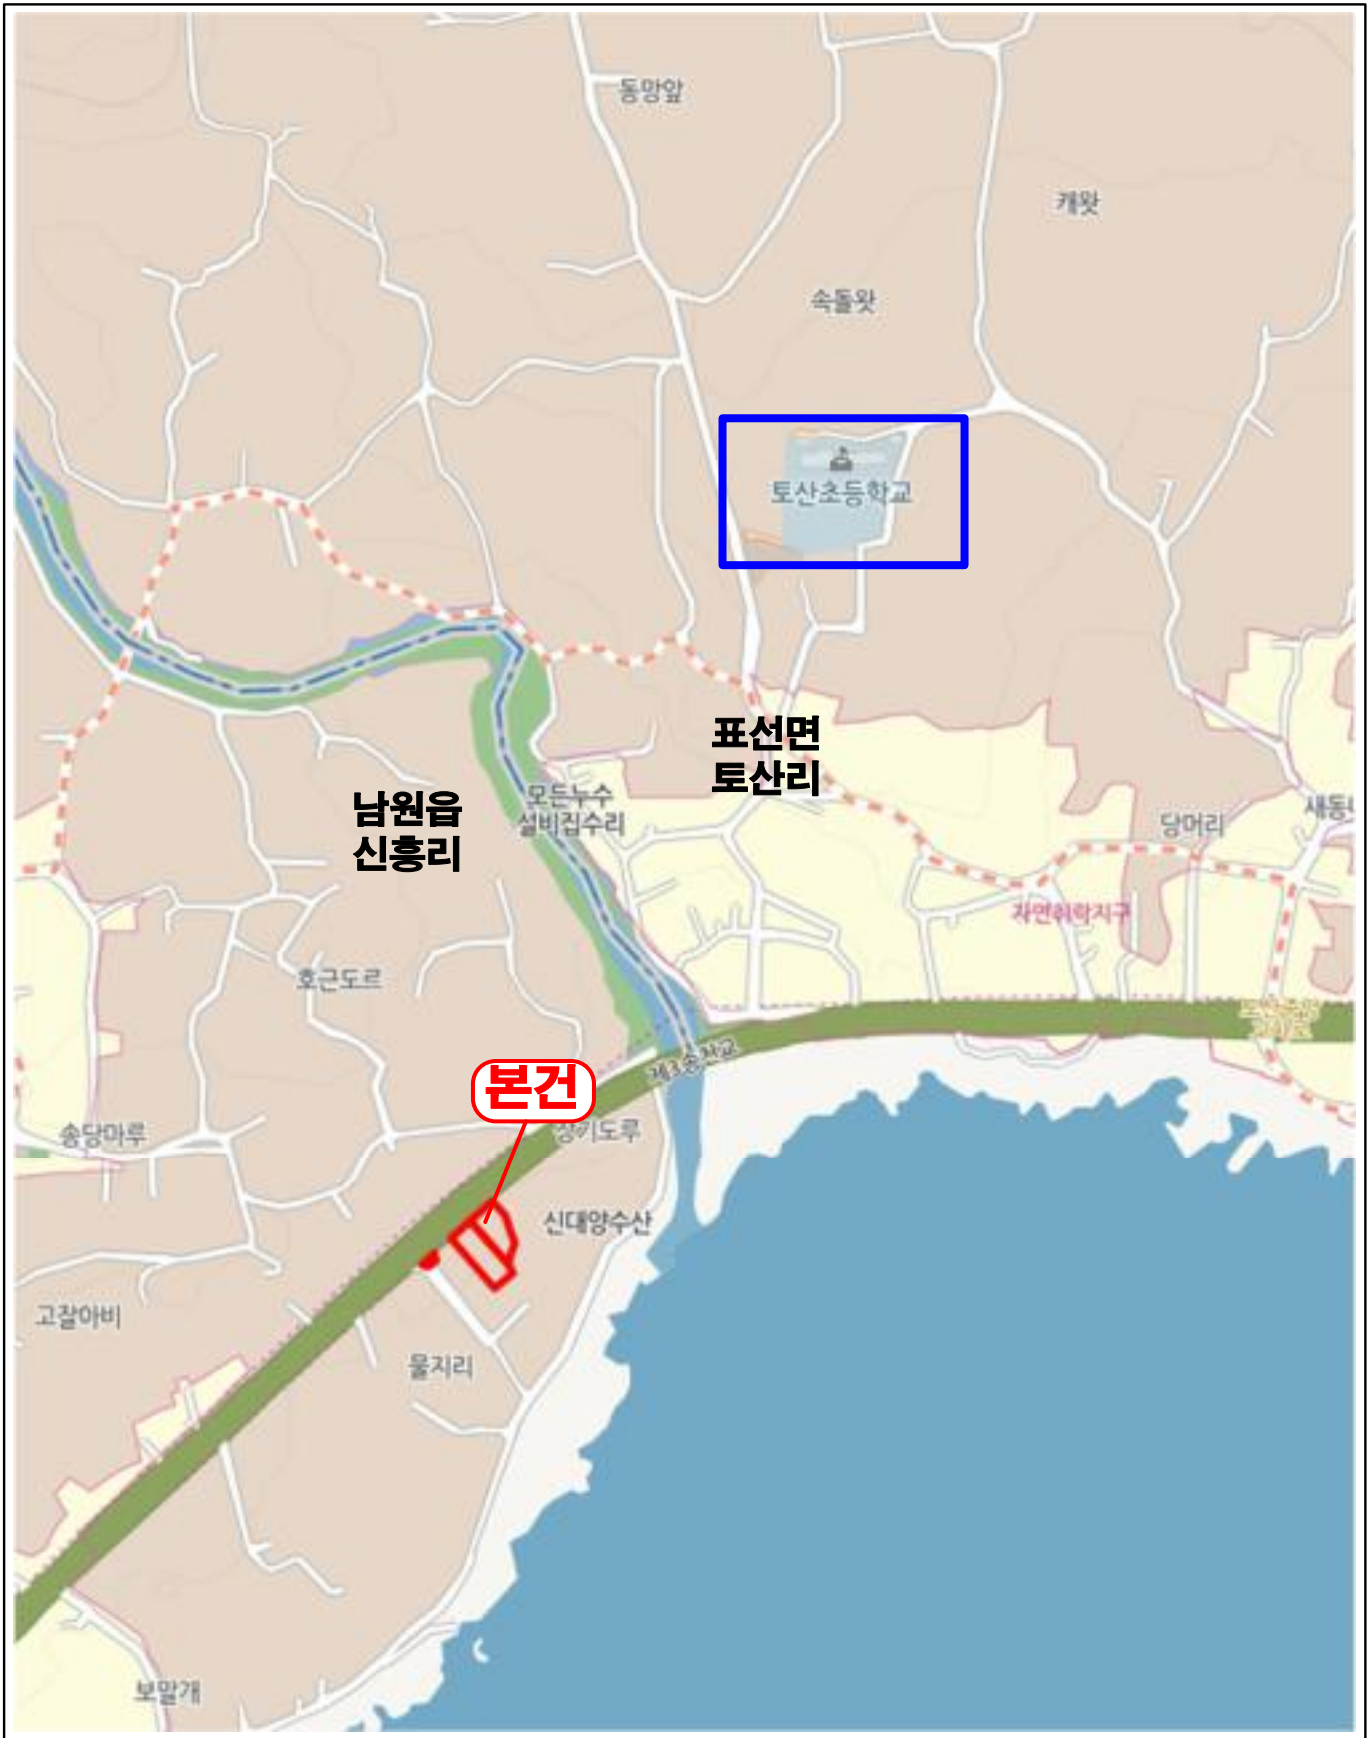 동망앞
캐왓
속돌왓
토산초등학교
표선면
토산리
남원읍
신흥리
모든누수
설비집수리
당머리
새동
자연취락지구
호근도르
제3송천교
본건
장기도루
송당마루
신대양수산
고잘아비
물지리
보말개